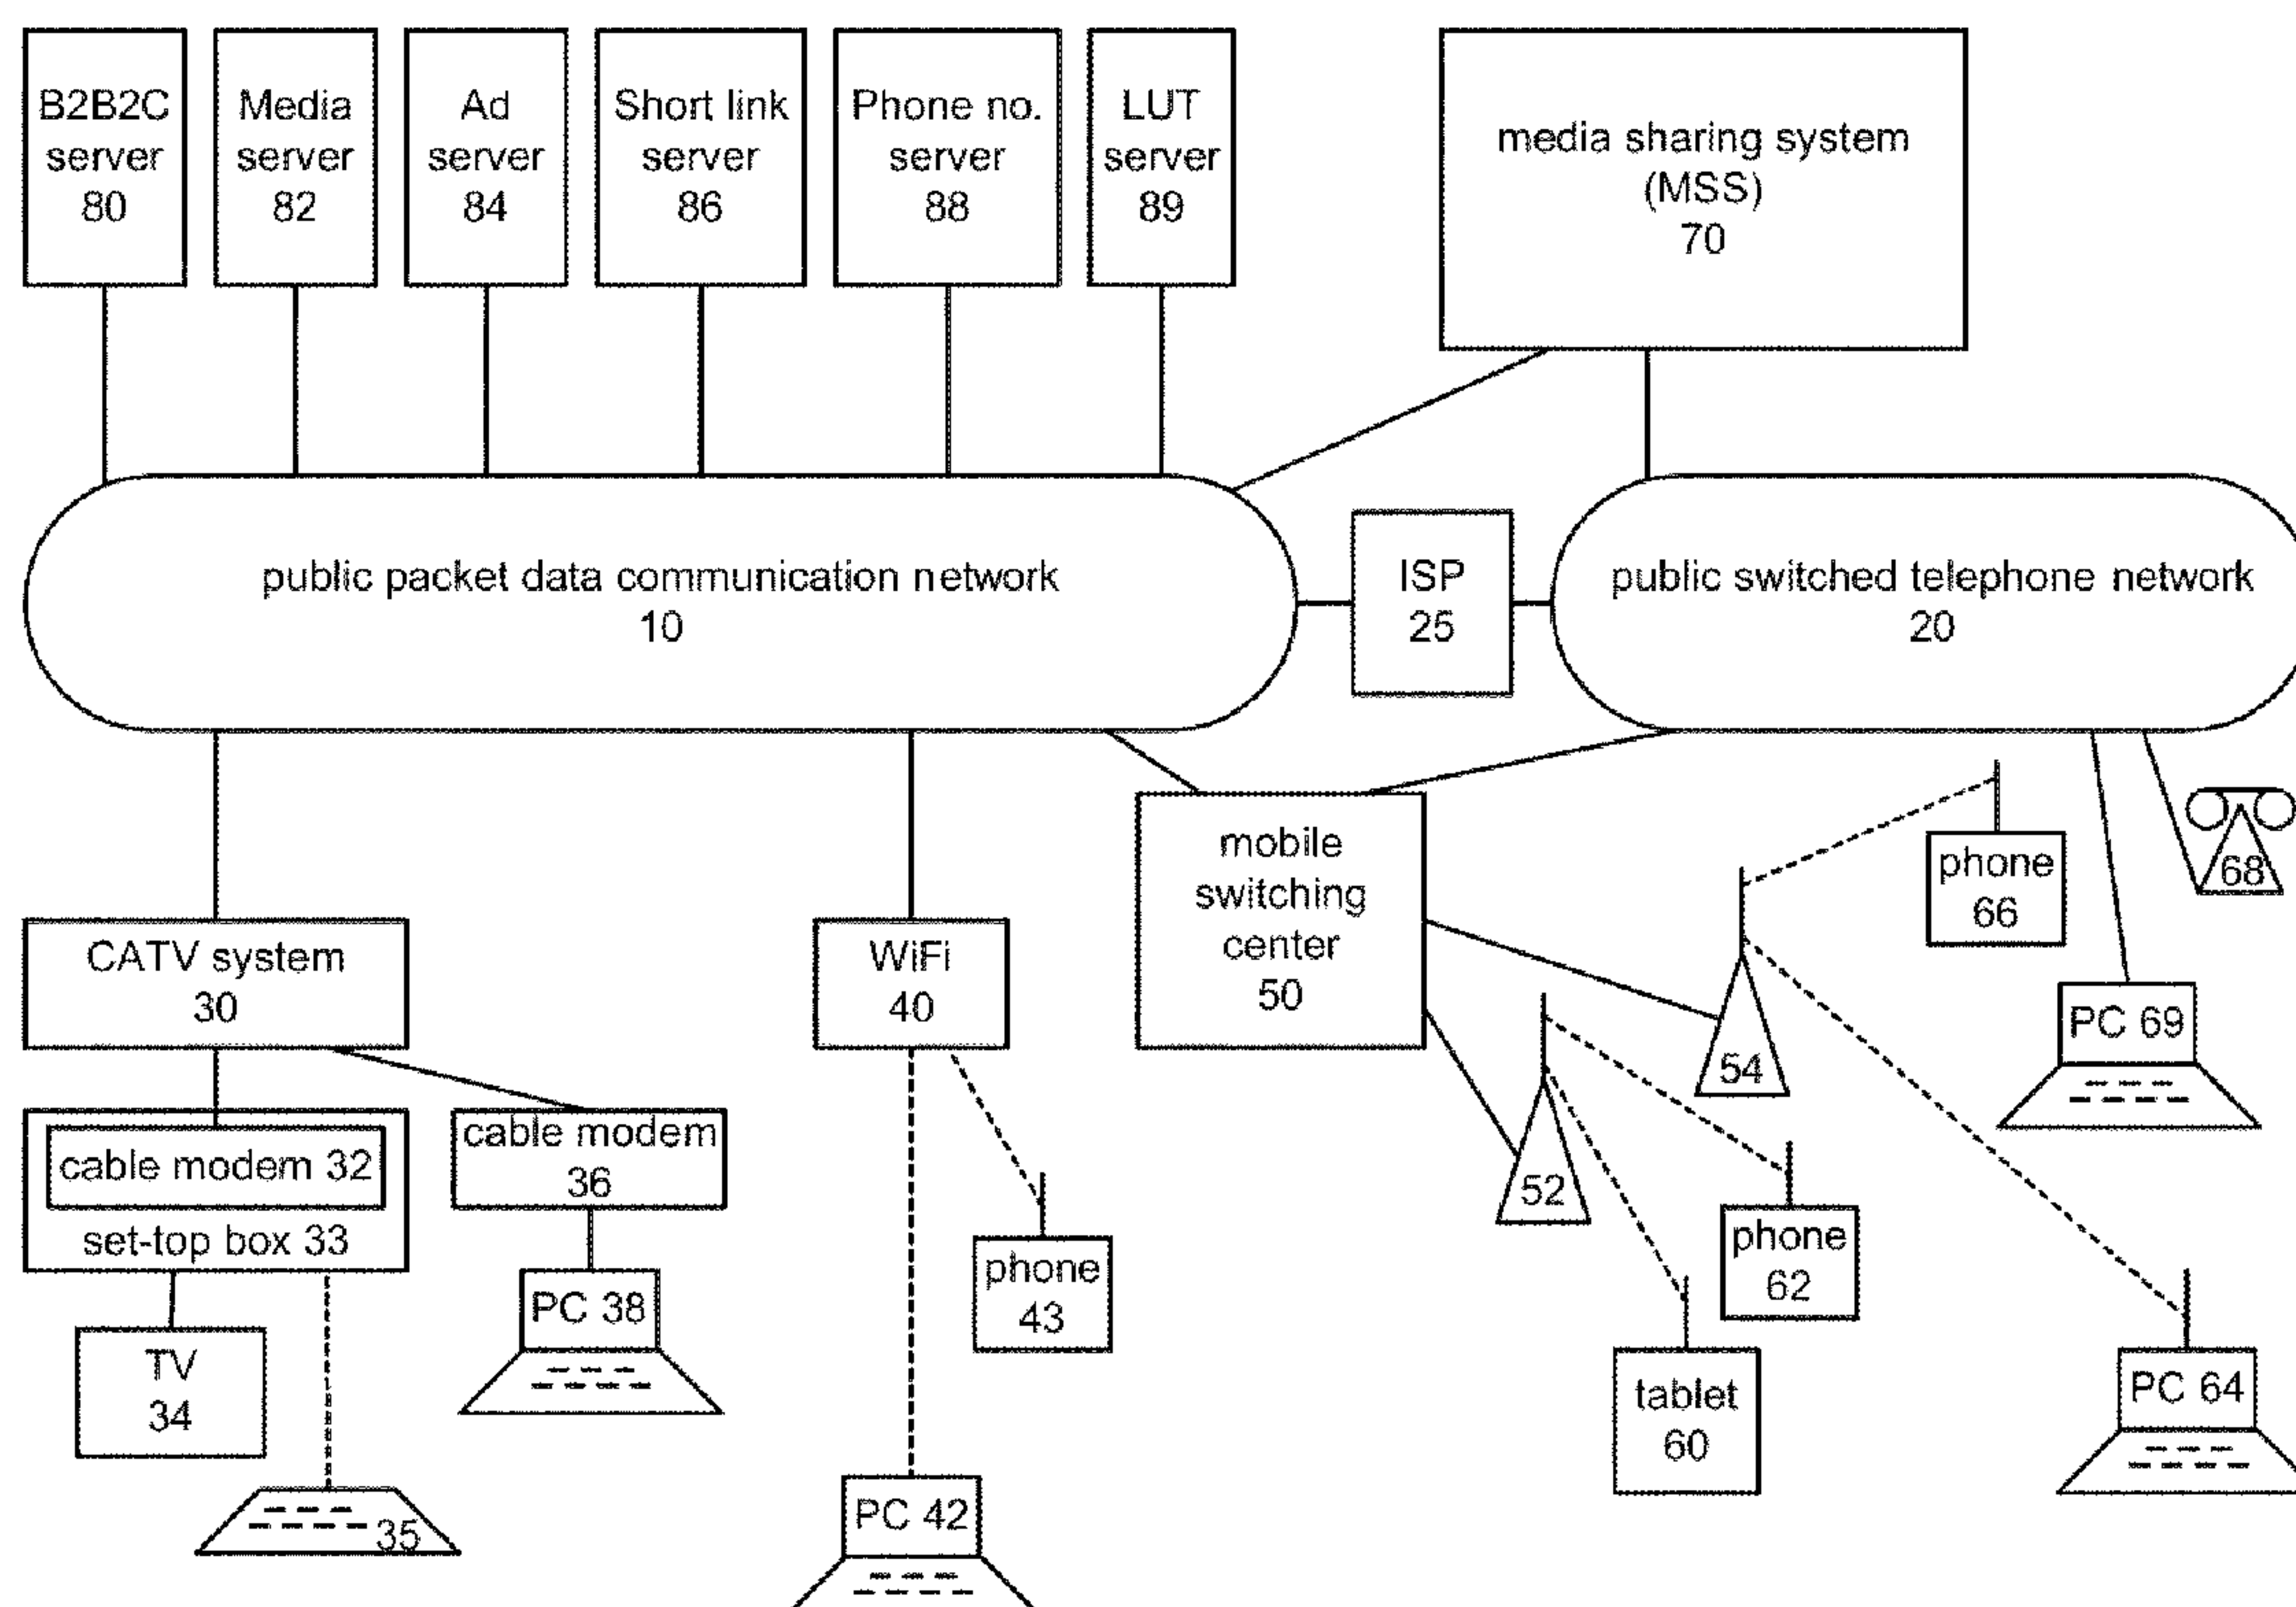 B2B2C
server
80
Media
server
82
Ad
server
84
Short link
server
86
Phone no.
server
88
LUT
server
89
media sharing system
(MSS)
70
public packet data communication network
10
ISP
25
public switched telephone network
20
mobile
switching
center
50
phone
66
68
CATV system
30
WiFi
40
PC 69
54
cable modem 32
set-top box 33
cable modem
36
52
phone
62
phone
43
PC 38
TV
34
tablet
60
PC 64
35
PC 42